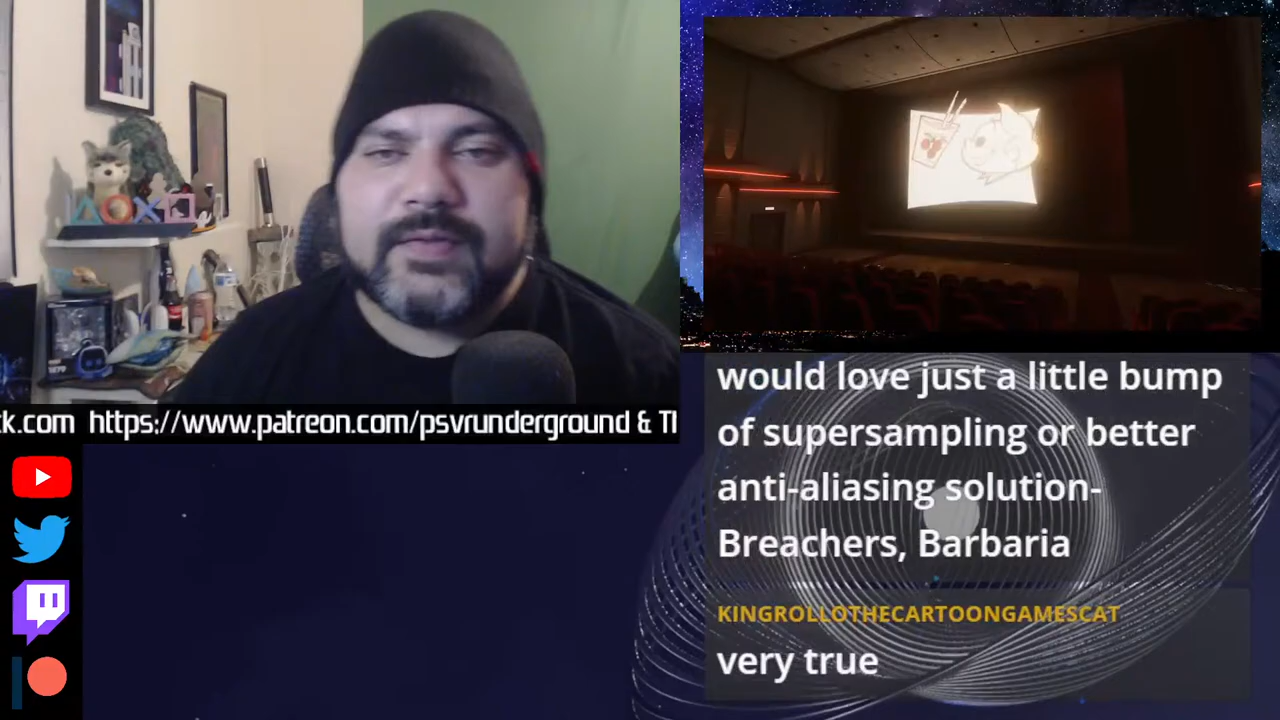 ck.com https://www.patreon.com/psvrunderground & Tl
would love just a little bump
of supersampling or better
anti-aliasing solution-
Breachers, Barbaria
KINGROLLOTHECARTOONGAMESCAT
very true